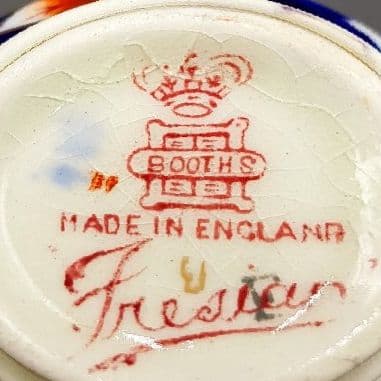 BOOTHS
MADE IN ENGLAND
Fresian